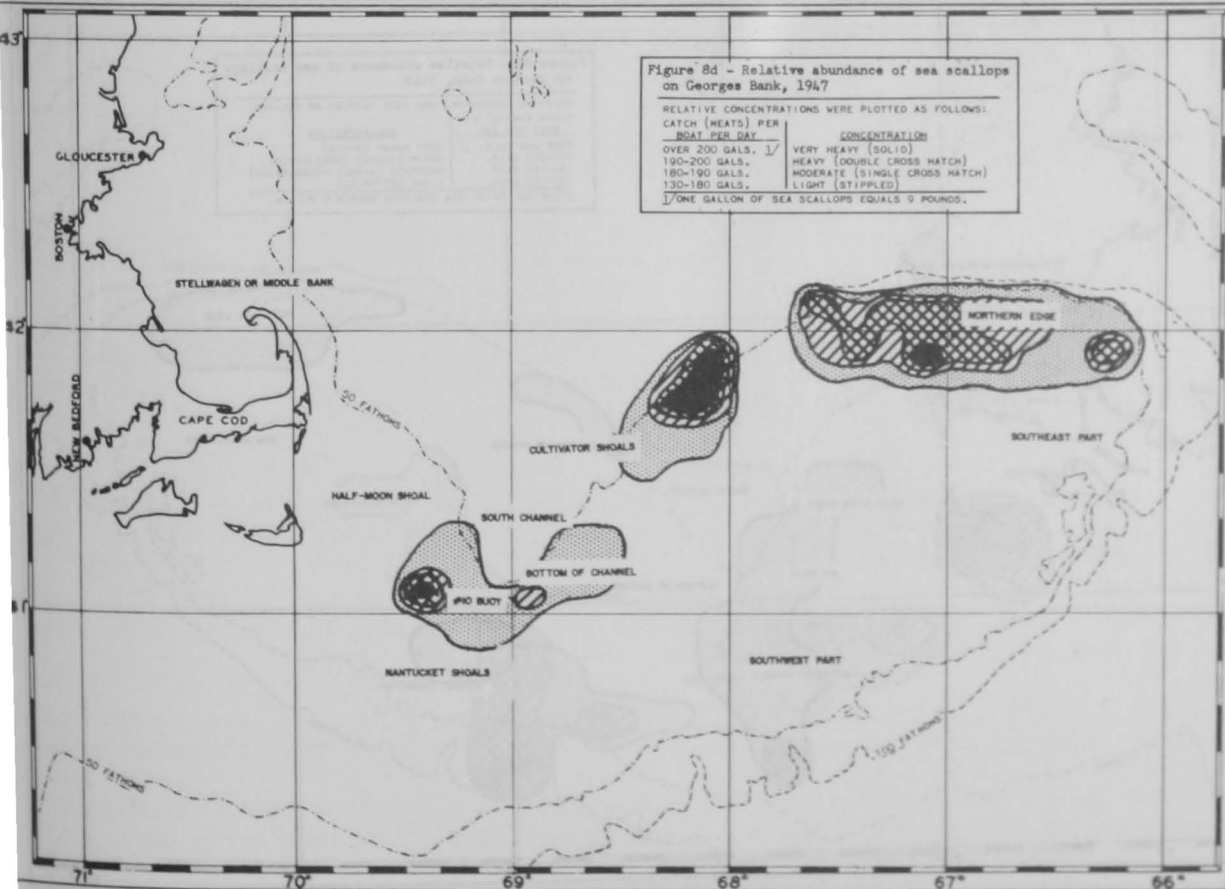 Figure 8d - Relative abundance of sea scallops
on Georges Bank, 1947
RELATIVE CONCENTRATIONS WERE PLOTTED AS FOLLOWS:
CATCH (MEATS) PER
BOAT PER DAY CONCENTRATION
OVER 200 GALS. 1/ VERY HEAVY (SOLID)
190-200 GALS. HEAVY (DOUBLE CROSS HATCH)
180-190 GALS. MODERATE (SINGLE CROSS HATCH)
130-180 GALS. LIGHT (STIPPLED)
1/ONE GALLON OF SEA SCALLOPS EQUALS 9 POUNDS.
43°
GLOUCESTER
BOSTON
STELLWAGEN OR MIDDLE BANK
NORTHERN EDGE
42°
NEW BEDFORD
CAPE COD
50 FATHOMS
CULTIVATOR SHOALS
SOUTHEAST PART
HALF-MOON SHOAL
SOUTH CHANNEL
BOTTOM OF CHANNEL
#10 BUOY
NANTUCKET SHOALS
SOUTHWEST PART
50 FATHOMS
100 FATHOMS
71° 70° 69° 68° 67° 66°